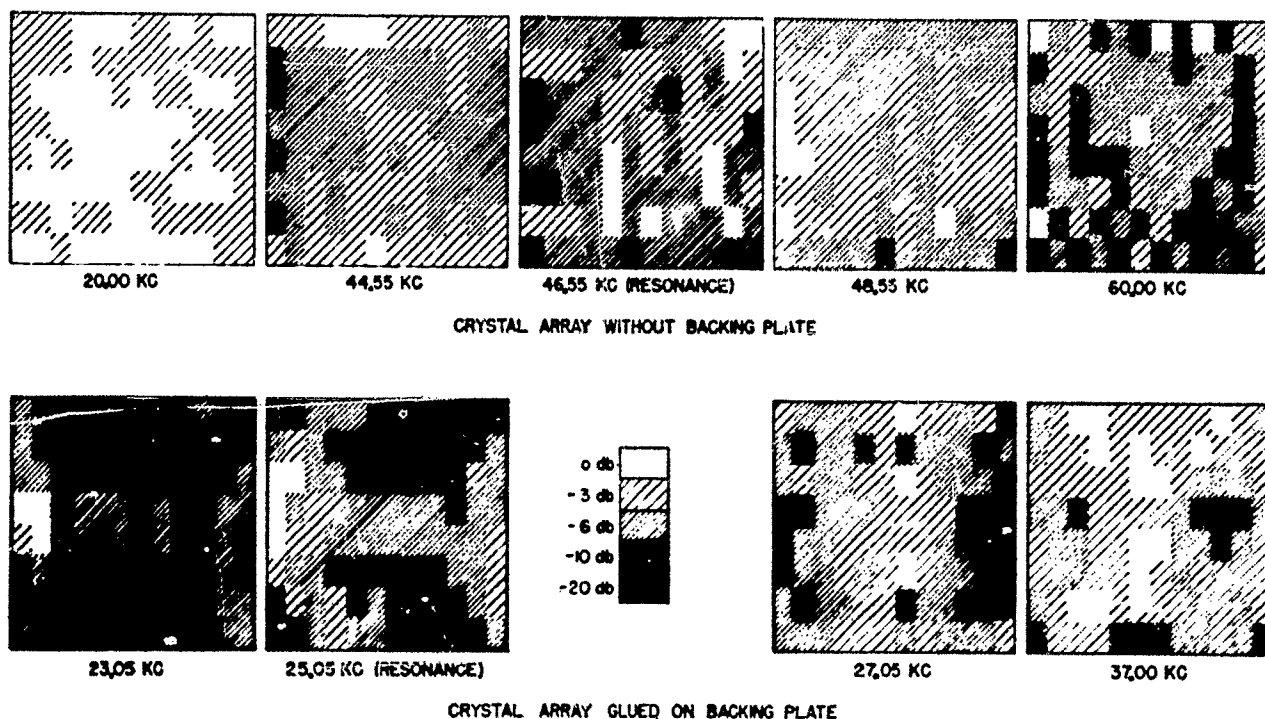 20.00 KC
44.55 KC
46.55 KC (RESONANCE)
48.55 KC
60.00 KC
CRYSTAL ARRAY WITHOUT BACKING PLATE
0 db
-3 db
-6 db
-10 db
-20 db
23.05 KC
25.05 KC (RESONANCE)
27.05 KC
37.00 KC
CRYSTAL ARRAY GLUED ON BACKING PLATE